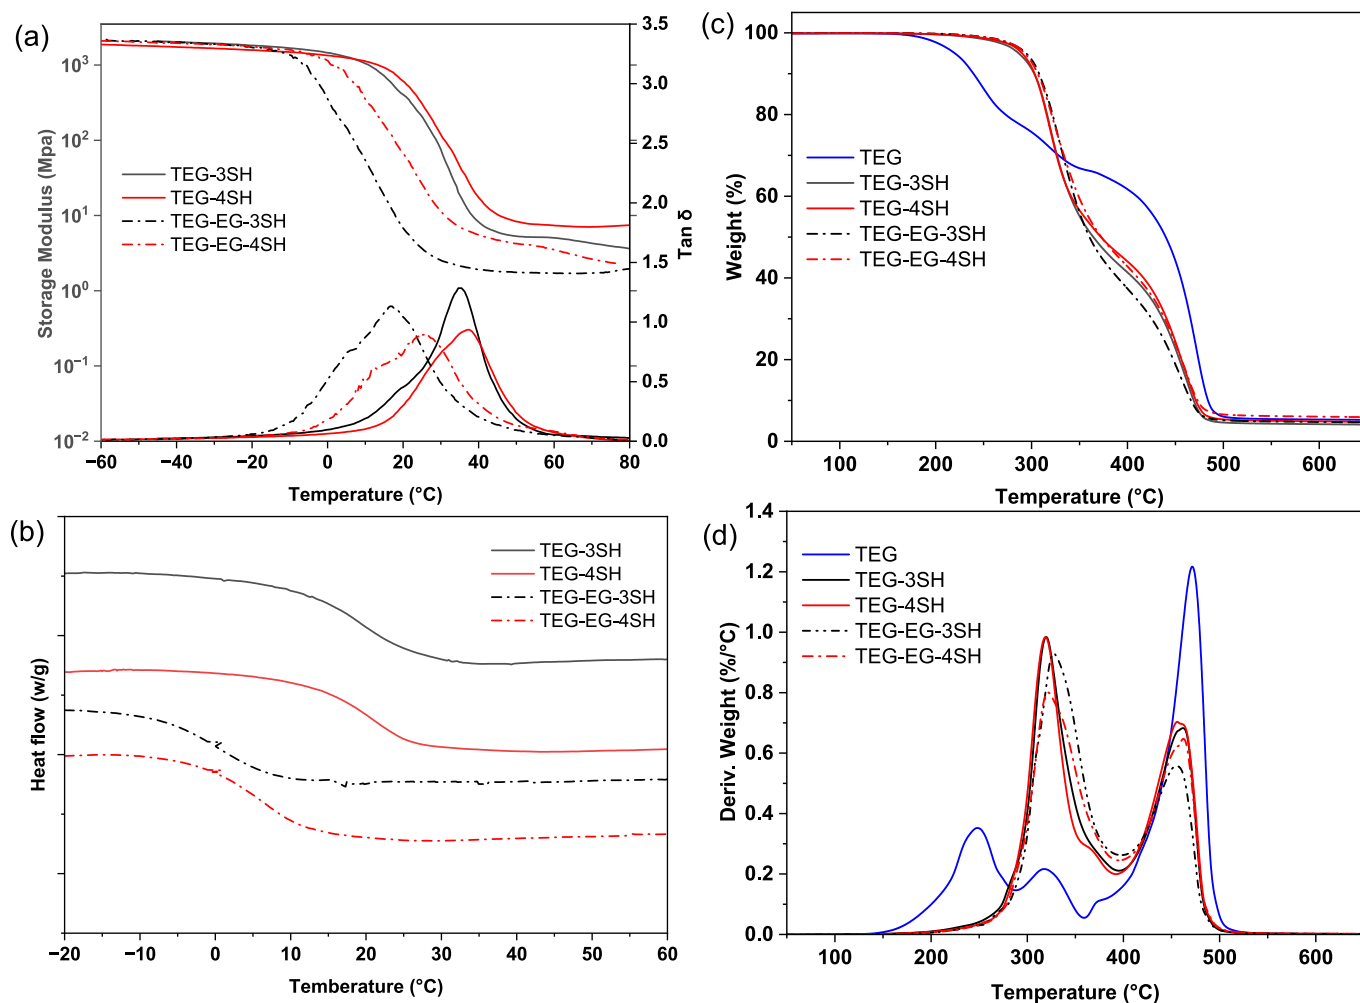 (a)
3.5
3.0
2.5
2.0
1.5
1.0
0.5
0.0
Tan δ
10³
10²
10¹
10⁰
10⁻¹
10⁻²
Storage Modulus (Mpa)
TEG-3SH
TEG-4SH
TEG-EG-3SH
TEG-EG-4SH
−60 −40 −20 0 20 40 60 80
Temperature (°C)
(c)
100
80
60
40
20
0
Weight (%)
TEG
TEG-3SH
TEG-4SH
TEG-EG-3SH
TEG-EG-4SH
100 200 300 400 500 600
Temperature (°C)
(b)
Heat flow (w/g)
TEG-3SH
TEG-4SH
TEG-EG-3SH
TEG-EG-4SH
−20 −10 0 10 20 30 40 50 60
Temberature (°C)
(d)
1.4
1.2
1.0
0.8
0.6
0.4
0.2
0.0
Deriv. Weight (%/°C)
TEG
TEG-3SH
TEG-4SH
TEG-EG-3SH
TEG-EG-4SH
100 200 300 400 500 600
Temperature (°C)